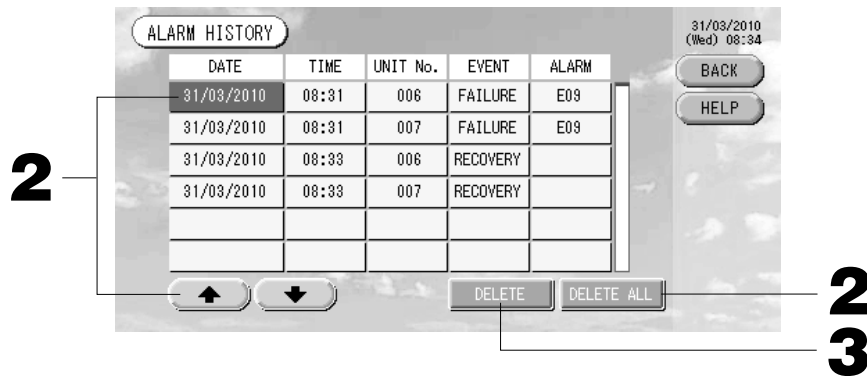 ALARM HISTORY
31/03/2010
(Wed) 08:34
BACK
HELP
DATE TIME UNIT No. EVENT ALARM
31/03/2010 08:31 006 FAILURE E09
31/03/2010 08:31 007 FAILURE E09
31/03/2010 08:33 006 RECOVERY
31/03/2010 08:33 007 RECOVERY
2
DELETE DELETE ALL
2
3